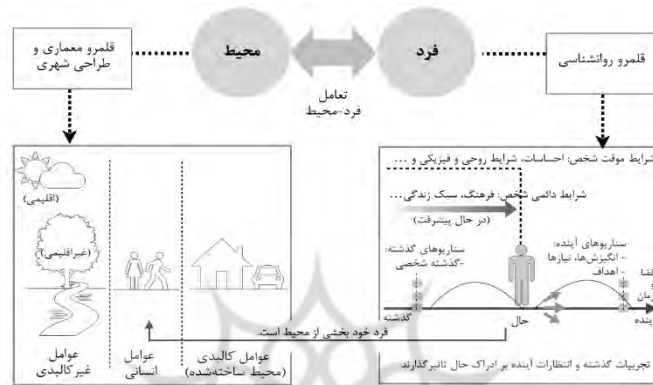 قلمرو معماری و
طراحی شهری
محیط
فرد
قلمرو روانشناسی
تعامل
فرد-محیط
شرایط موقت شخص: احساسات، شرایط روحی و فیزیکی و ...
شرایط دائمی شخص: فرهنگ، سبک زندگی...
(در حال پیشرفت)
سناریوهای گذشته:
-گذشته شخصی
سناریوهای آینده:
- انگیزش‌ها، نیازها
- اهداف
فضا
و
زمان
گذشته
حال
آینده
تجربیات گذشته و انتظارات آینده بر ادراک حال تاثیرگذارند
(اقلیمی)
(غیراقلیمی)
فرد خود بخشی از محیط است.
عوامل کالبدی
(محیط ساخته‌شده)
عوامل
انسانی
عوامل
غیرکالبدی